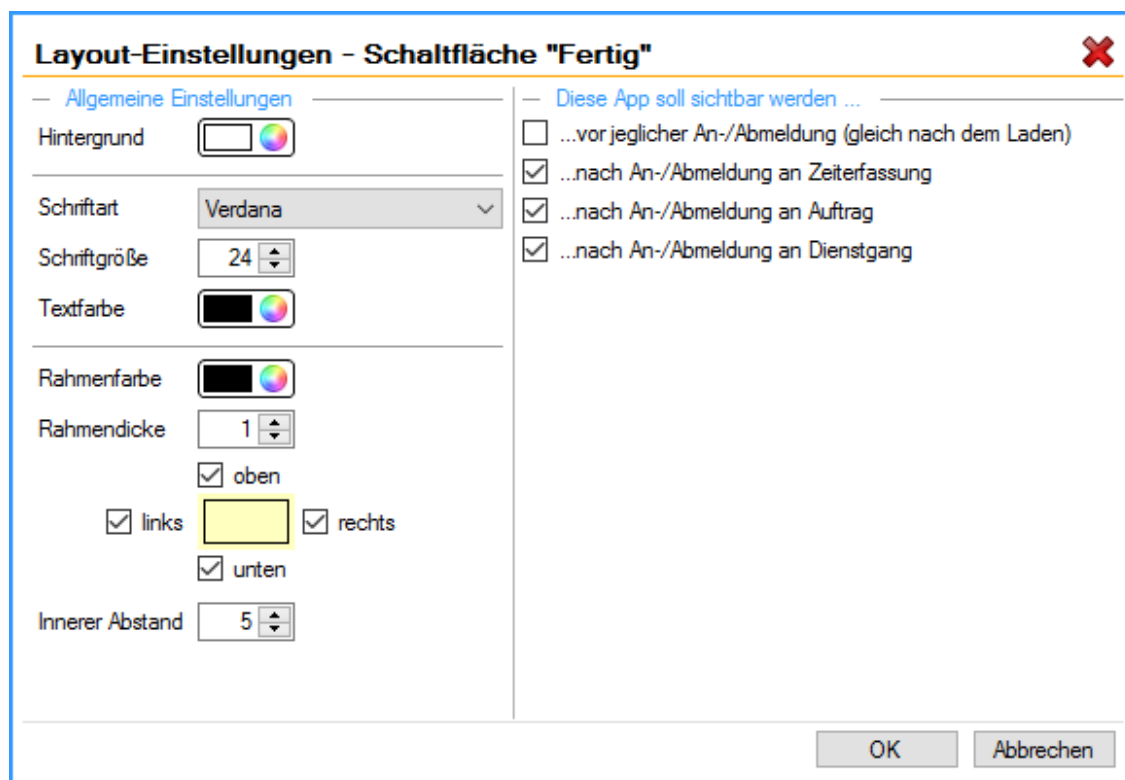 Layout-Einstellungen - Schaltfläche "Fertig"
Allgemeine Einstellungen
Hintergrund
Schriftart Verdana
Schriftgröße 24
Textfarbe
Rahmenfarbe
Rahmendicke 1
oben
links rechts
unten
Innerer Abstand 5
Diese App soll sichtbar werden ...
...vor jeglicher An-/Abmeldung (gleich nach dem Laden)
...nach An-/Abmeldung an Zeiterfassung
...nach An-/Abmeldung an Auftrag
...nach An-/Abmeldung an Dienstgang
OK Abbrechen